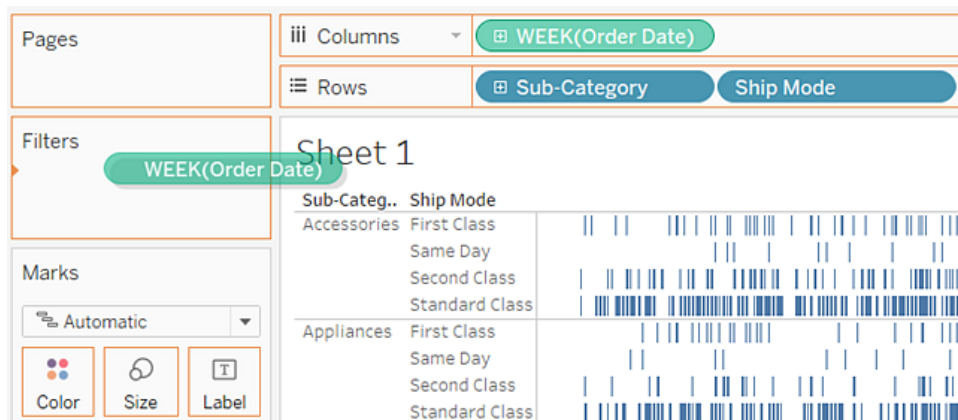 Pages
Columns WEEK(Order Date)
Rows Sub-Category Ship Mode
Filters
WEEK(Order Date)
Sheet 1
Sub-Categ.. Ship Mode
Accessories First Class
Same Day
Second Class
Standard Class
Appliances First Class
Same Day
Second Class
Standard Class
Marks
Automatic
Color Size T Label